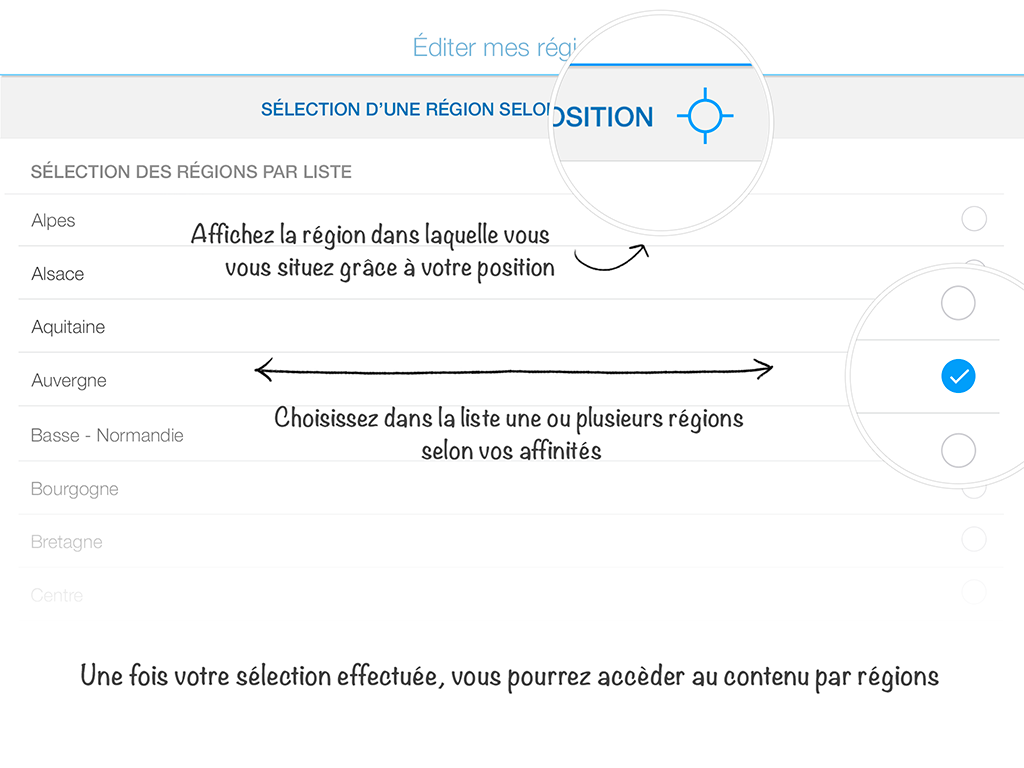 Éditer mes régi
SÉLECTION D’UNE RÉGION SELON
OSITION
SÉLECTION DES RÉGIONS PAR LISTE
Alpes
Affichez la région dans laquelle vous
vous situez grâce à votre position
Alsace
Aquitaine
Auvergne
Choisissez dans la liste une ou plusieurs régions
selon vos affinités
Basse - Normandie
Bourgogne
Bretagne
Centre
Une fois votre sélection effectuée, vous pourrez accèder au contenu par régions